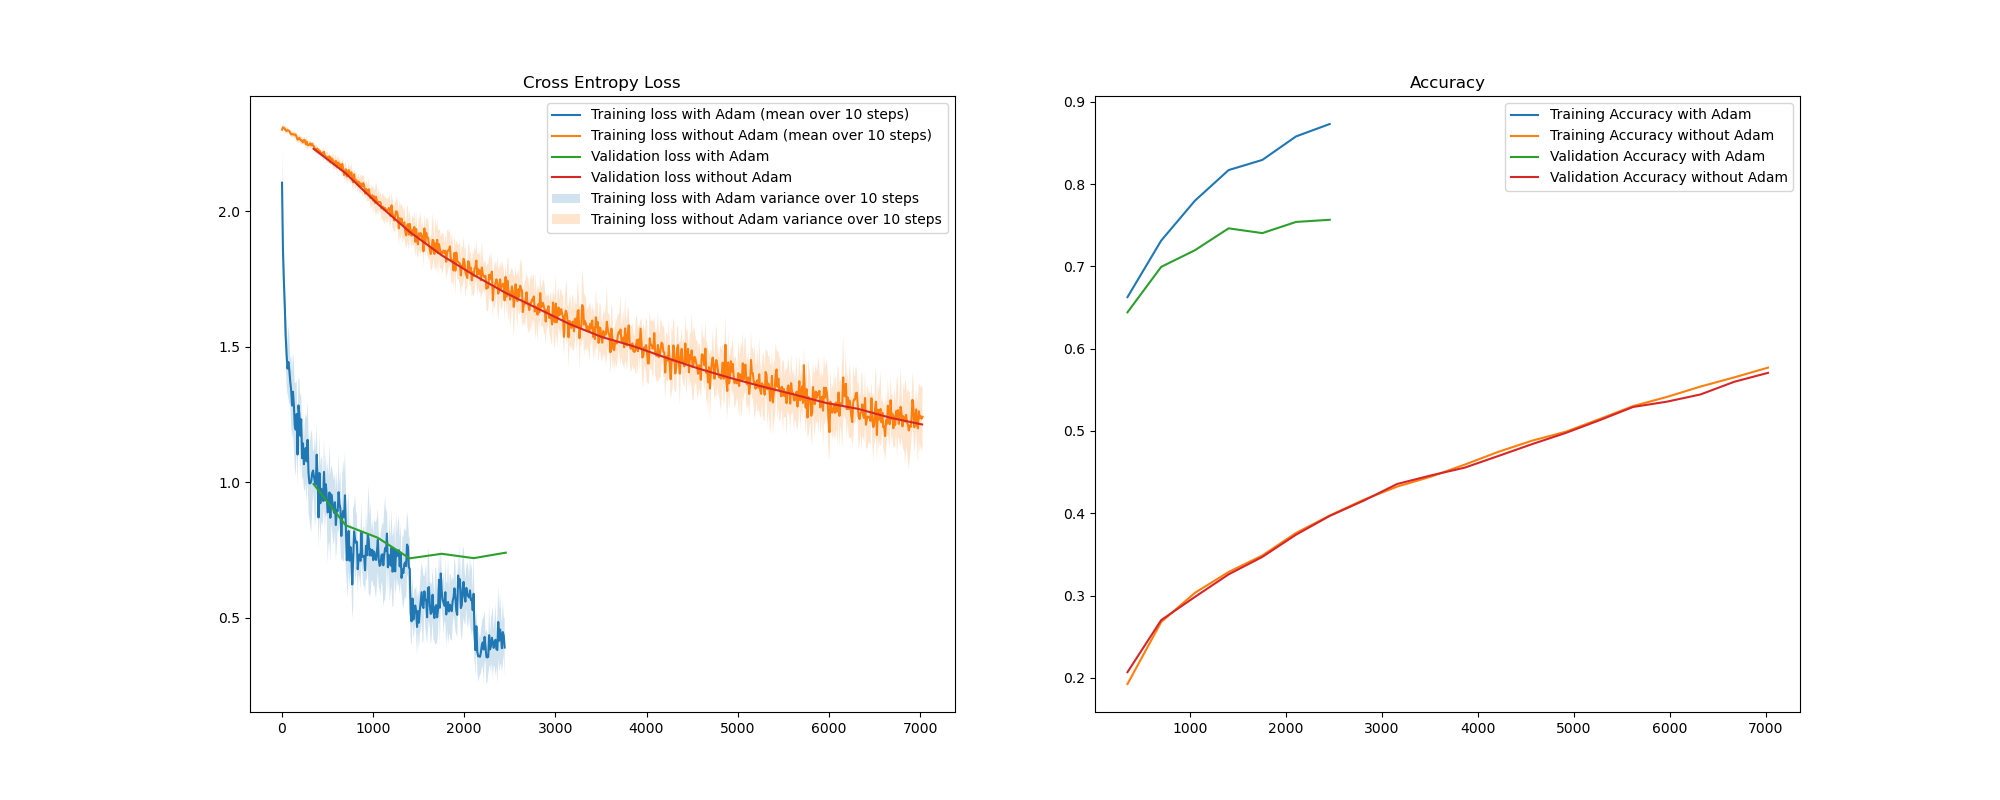 Cross Entropy Loss
Training loss with Adam (mean over 10 steps)
Training loss without Adam (mean over 10 steps)
Validation loss with Adam
Validation loss without Adam
Training loss with Adam variance over 10 steps
Training loss without Adam variance over 10 steps
2.0
1.5
1.0
0.5
0 1000 2000 3000 4000 5000 6000 7000
Accuracy
Training Accuracy with Adam
Training Accuracy without Adam
Validation Accuracy with Adam
Validation Accuracy without Adam
0.9
0.8
0.7
0.6
0.5
0.4
0.3
0.2
1000 2000 3000 4000 5000 6000 7000